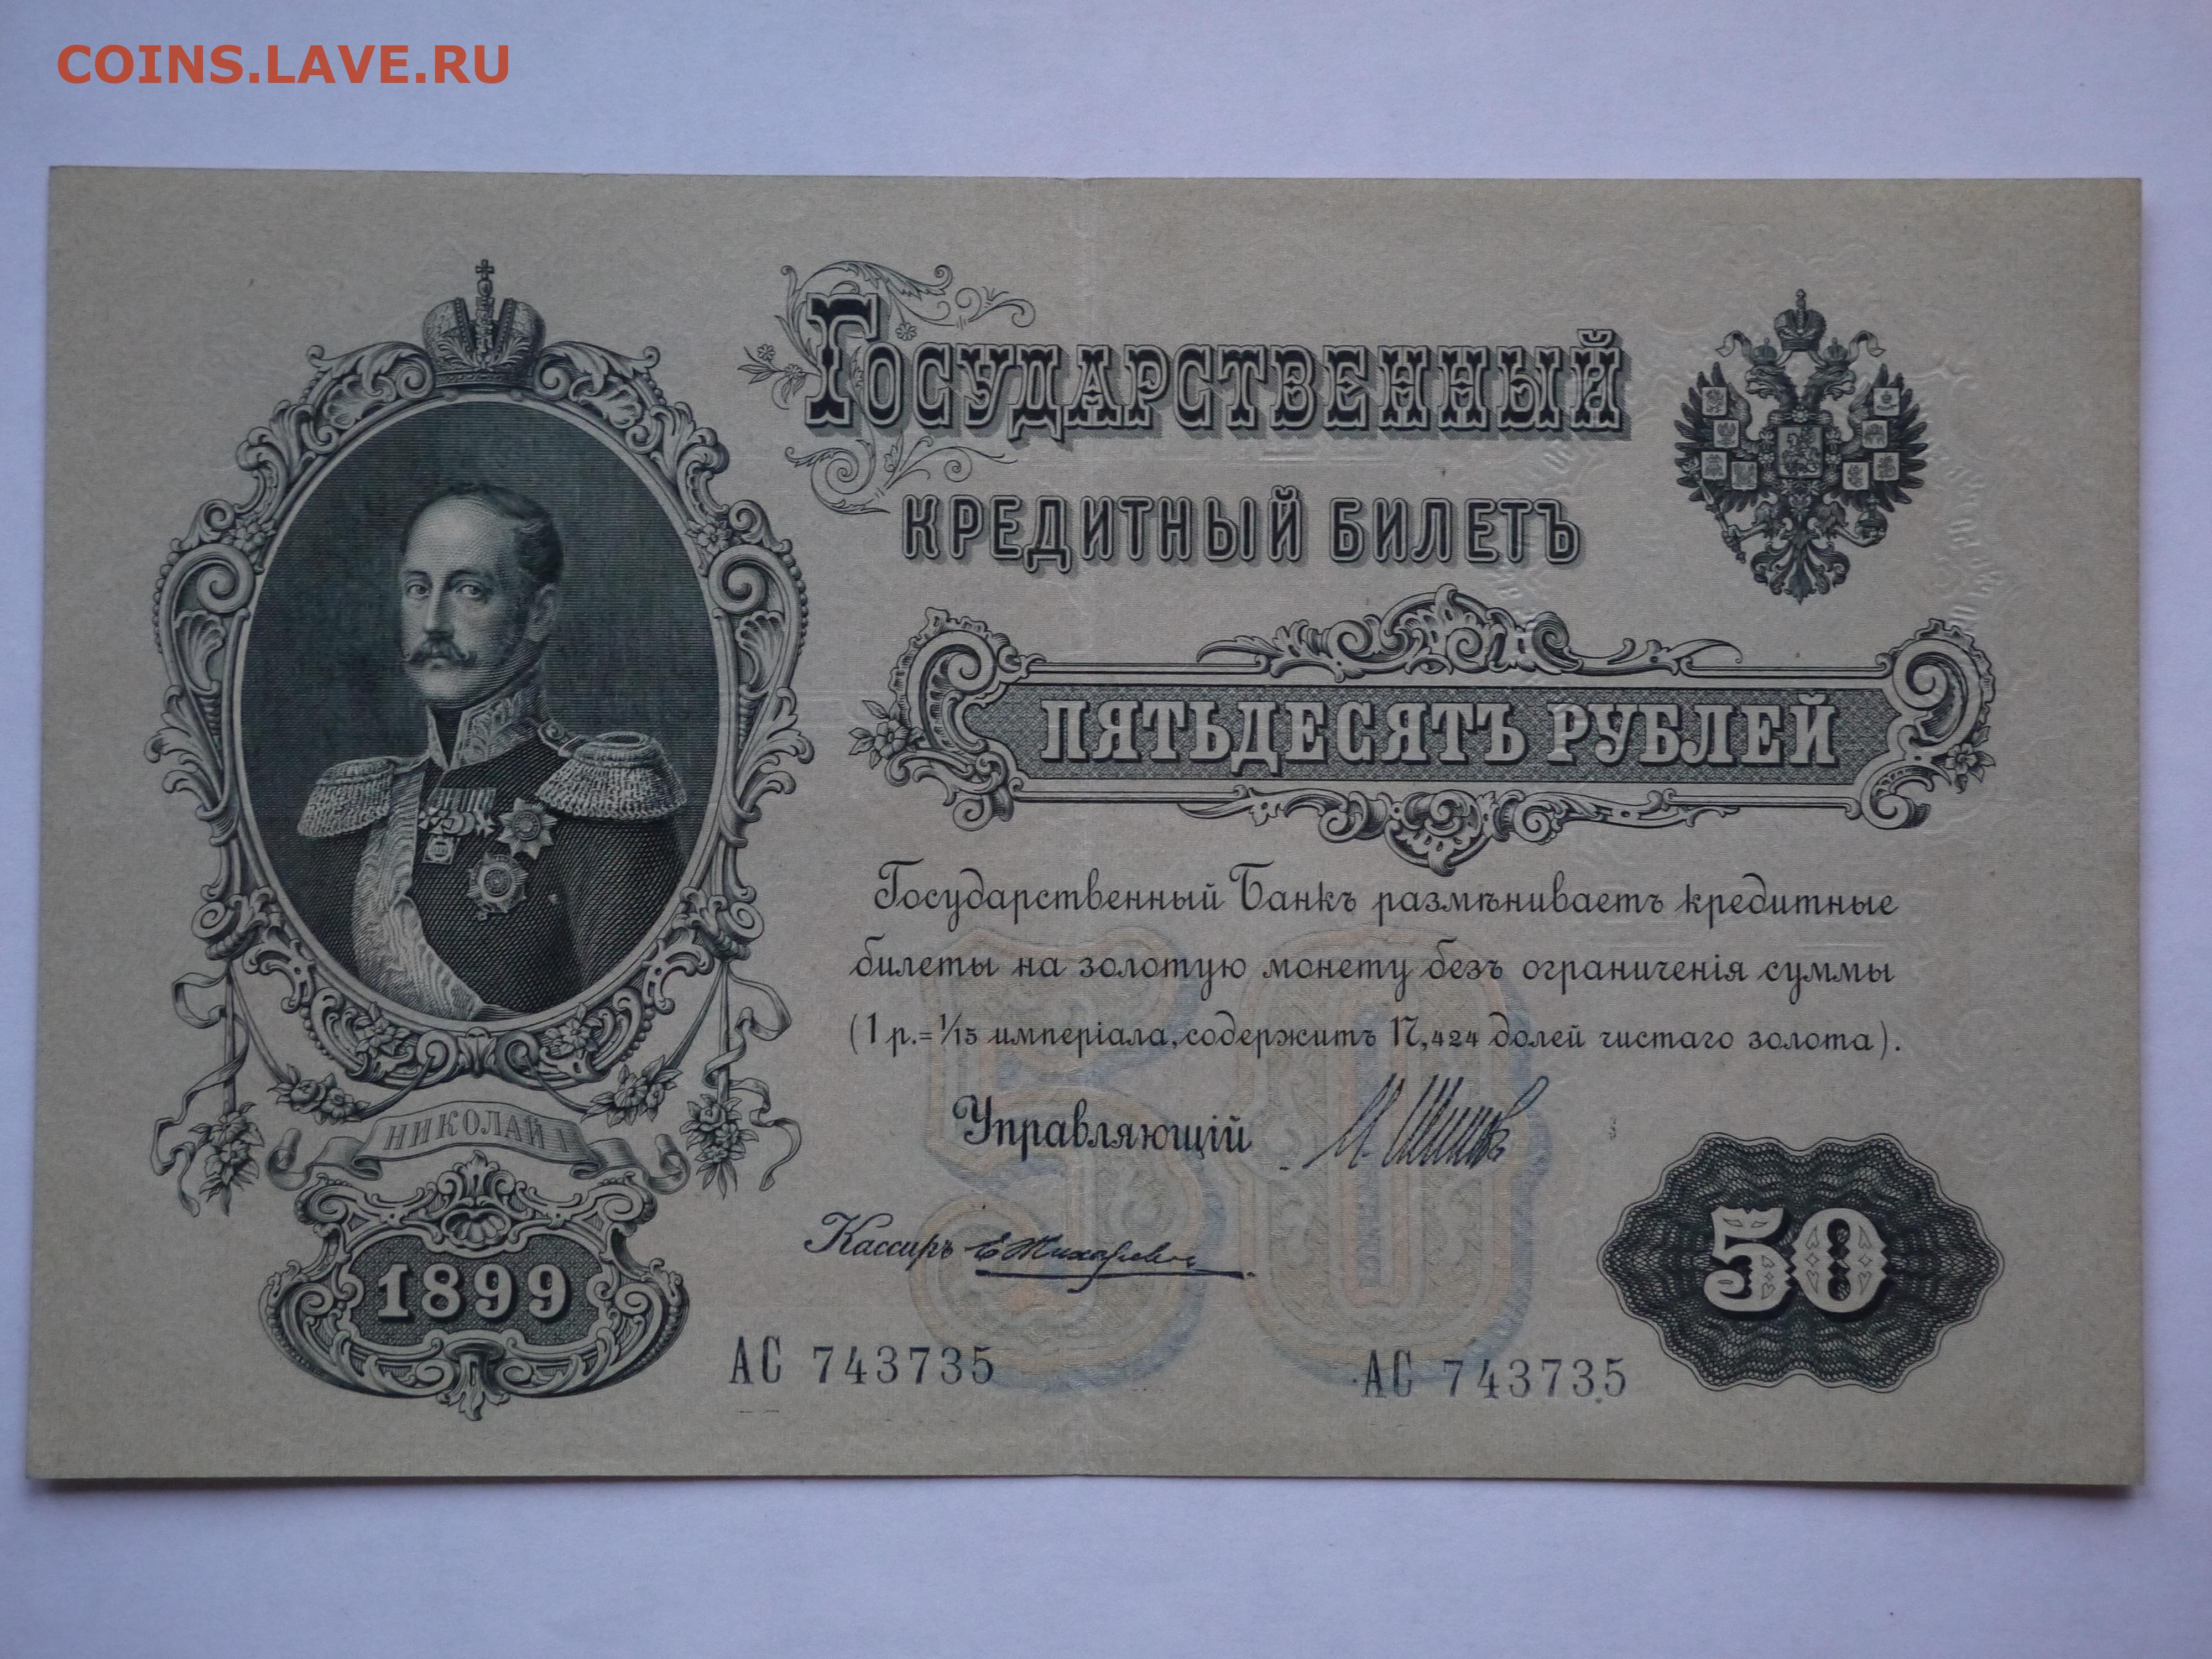 COINS.LAVE.RU
Государственный
КРЕДИТНЫЙ БИЛЕТЪ
ПЯТЬДЕСЯТЪ РУБЛЕЙ
Государственный Банкъ размѣниваетъ кредитные
билеты на золотую монету безъ ограниченія суммы
(1 р.=1/15 имперіала, содержитъ 17,424 долей чистаго золота).
НИКОЛАЙ I
Управляющій И. Шипов
Кассиръ
1899
50
50
АС 743735
АС 743735